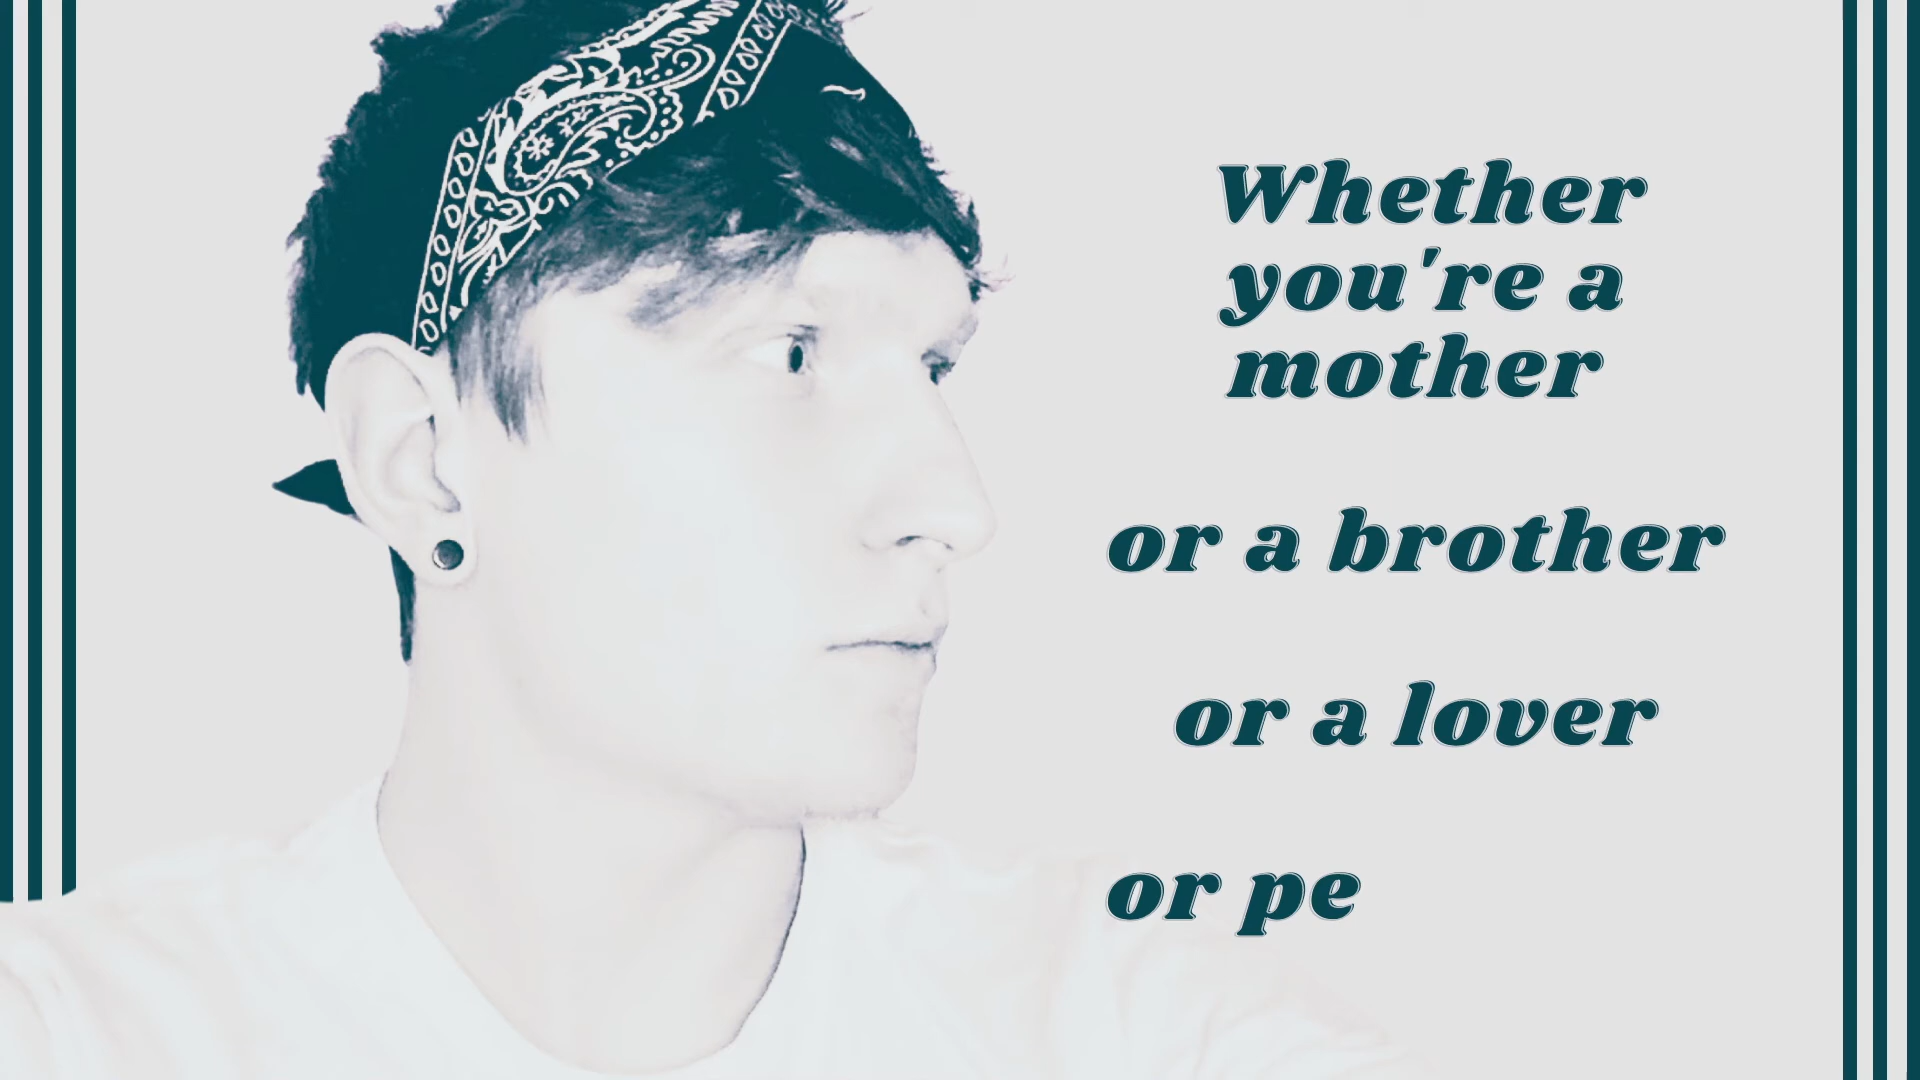 Whether
you're a
mother
or a brother
or a lover
or pe